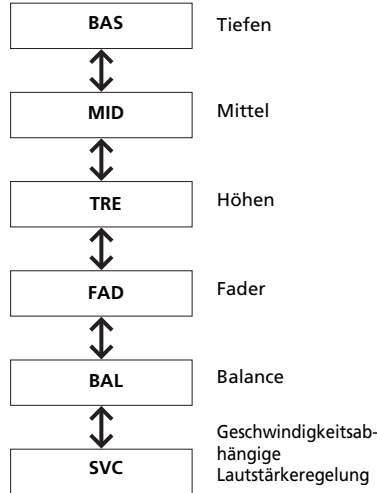 BAS Tiefen
MID Mittel
TRE Höhen
FAD Fader
BAL Balance
SVC
Geschwindigkeitsab-
hängige
Lautstärkeregelung